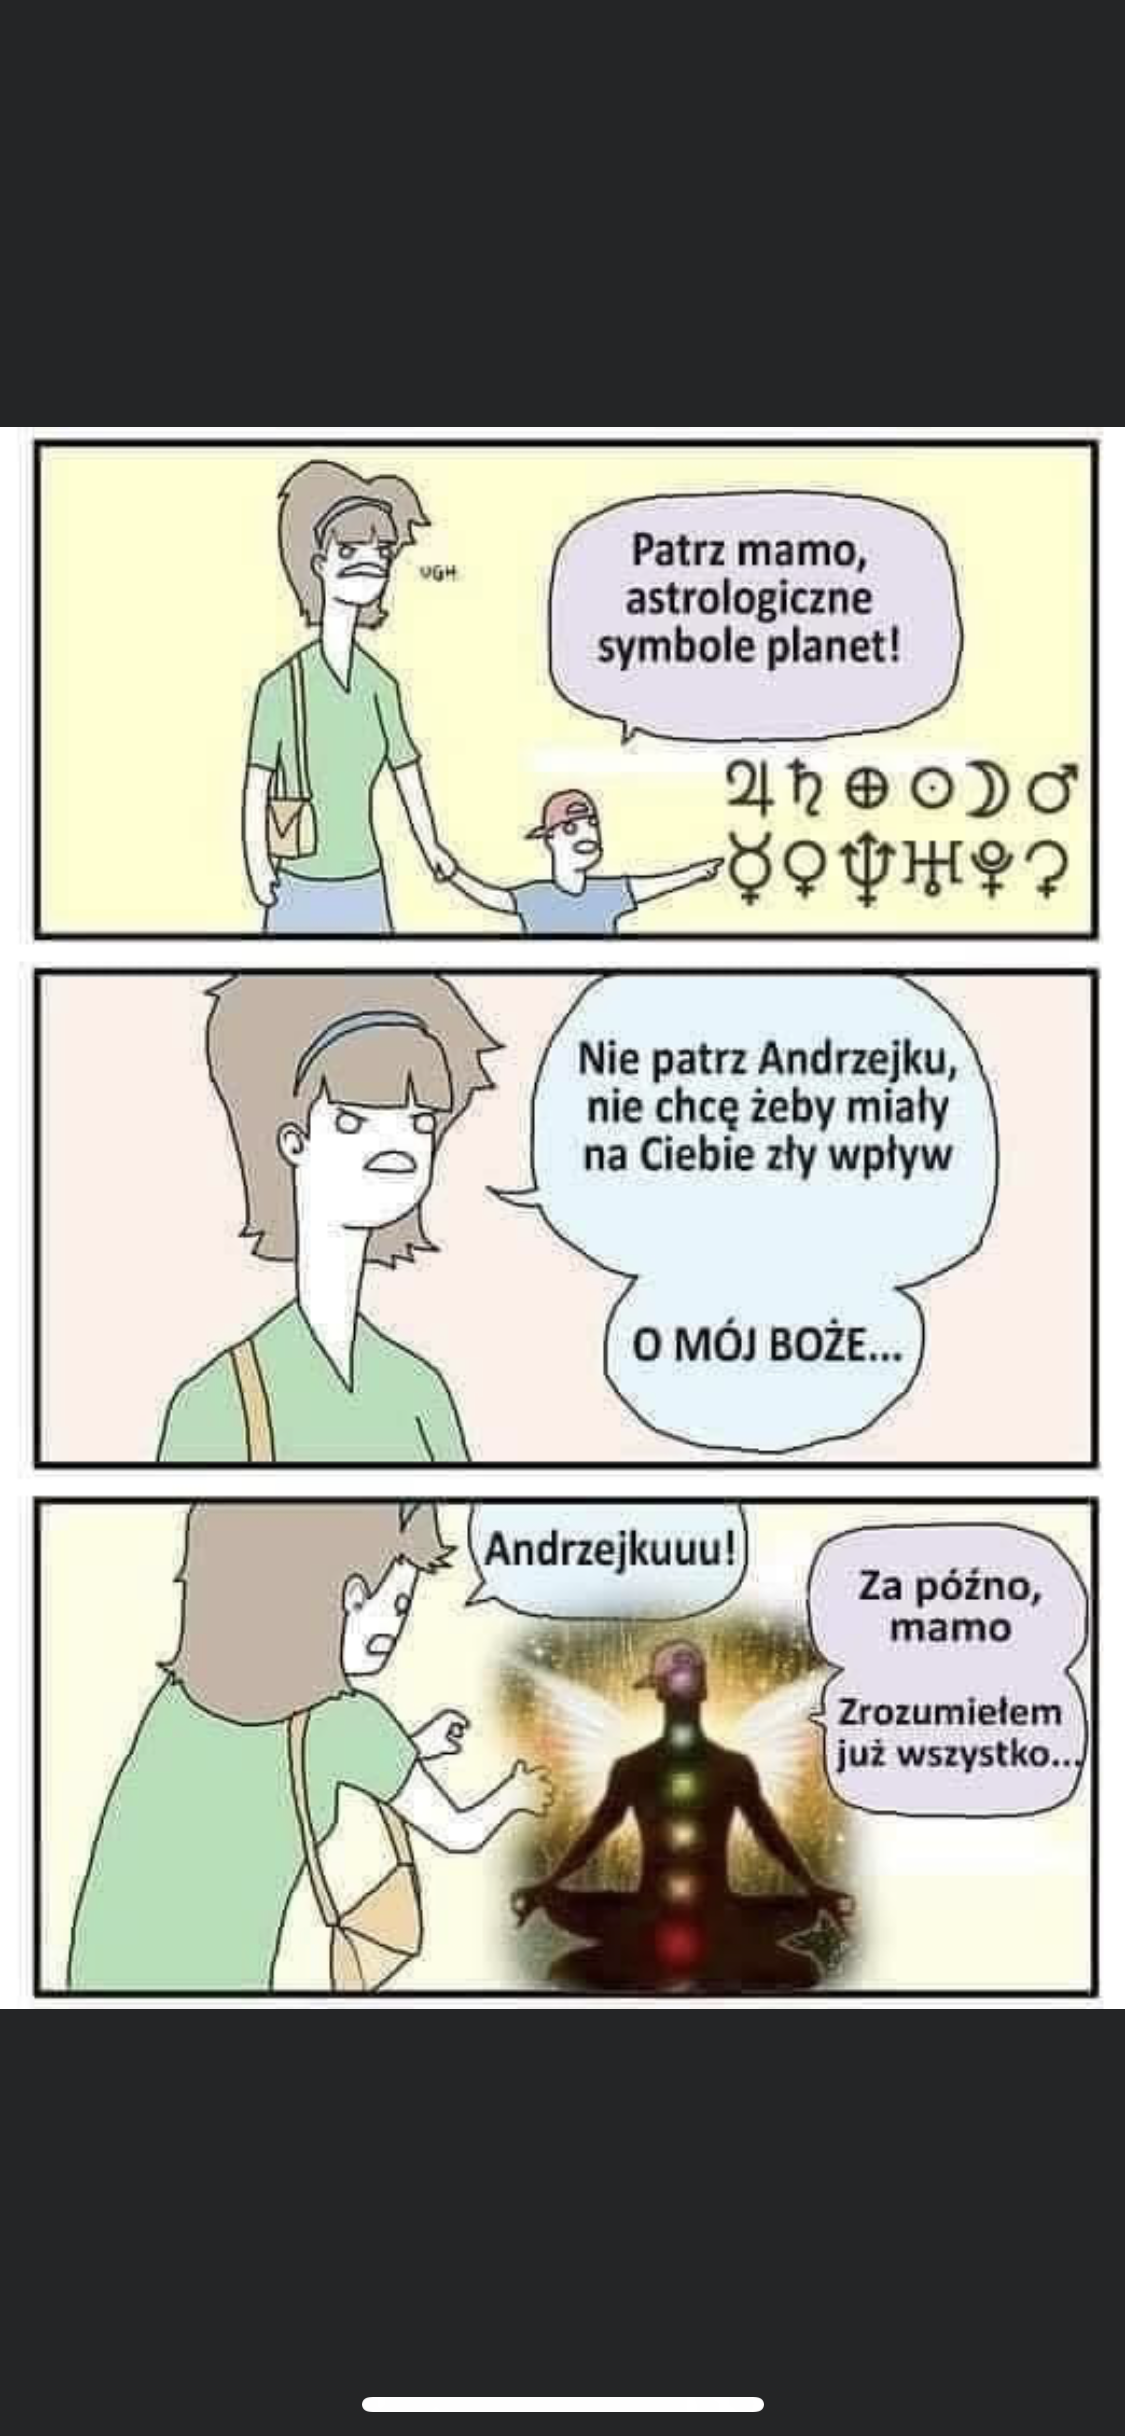 UGH
Patrz mamo,
astrologiczne
symbole planet!
♃ ♄ ⊕ ☉ ☽ ♂
☿ ♀ ♆ ♅ ♇ ⚳
Nie patrz Andrzejku,
nie chcę żeby miały
na Ciebie zły wpływ
O MÓJ BOŻE...
Andrzejkuuu!
Za późno,
mamo
Zrozumiełem
już wszystko...